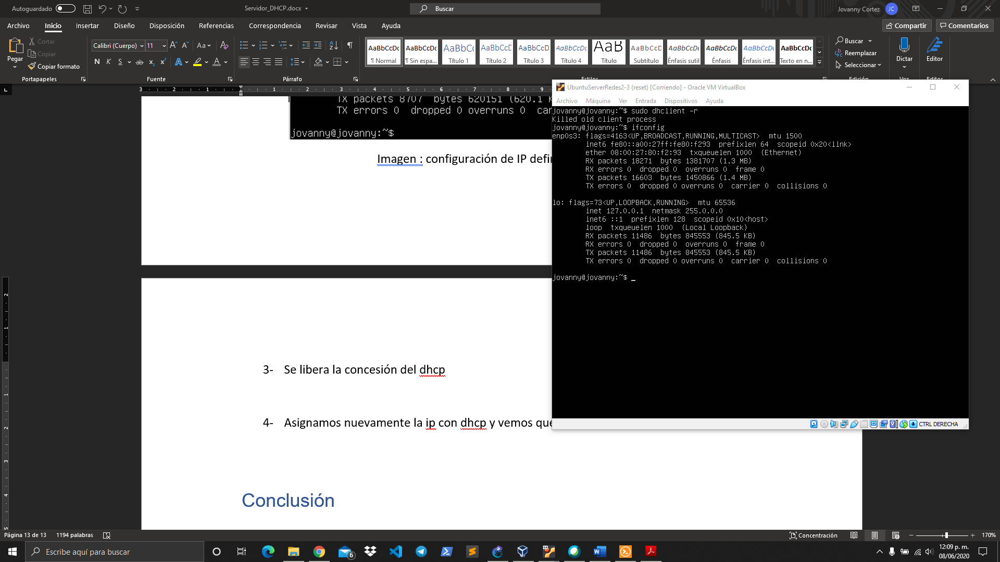 Autoguardado
Servidor_DHCP.docx
Buscar
Jovanny Cortez
JC
Archivo Inicio Insertar Diseño Disposición Referencias Correspondencia Revisar Vista Ayuda
Compartir
Comentarios
Pegar
Cortar
Copiar
Copiar formato
Portapapeles
Calibri (Cuerpo) 11
Fuente
Párrafo
AaBbCcDc
¶ Normal
AaBbCcDc
¶ Sin espa...
AaBbC(
Título 1
AaBbCcD
Título 2
AaBbCcD
Título 3
AaBbCcD
Título 4
AaB
Título
AaBbCcD
Subtítulo
AaBbCcDc
Énfasis sutil
AaBbCcDc
Énfasis
AaBbCcDc
Énfasis int...
AaBbCcDc
Texto en n...
Estilos
Buscar
Reemplazar
Seleccionar
Edición
Dictar
Voz
Editor
Editor
3 2 1 1 2 3 4 5 6 7 8 9
TX packets 8707 bytes 620151 (620.1 K
TX errors 0 dropped 0 overruns 0 car
jovanny@jovanny:~$
Imagen : configuración de IP defi
3- Se libera la concesión del dhcp
4- Asignamos nuevamente la ip con dhcp y vemos que
Conclusión
UbuntuServerRedes2-3 (reset) [Corriendo] - Oracle VM VirtualBox
Archivo Máquina Ver Entrada Dispositivos Ayuda
jovanny@jovanny:~$ sudo dhclient -r
Killed old client process
jovanny@jovanny:~$ ifconfig
enp0s3: flags=4163<UP,BROADCAST,RUNNING,MULTICAST> mtu 1500
inet6 fe80::a00:27ff:fe80:f293 prefixlen 64 scopeid 0x20<link>
ether 08:00:27:80:f2:93 txqueuelen 1000 (Ethernet)
RX packets 18271 bytes 1381707 (1.3 MB)
RX errors 0 dropped 0 overruns 0 frame 0
TX packets 16603 bytes 1450866 (1.4 MB)
TX errors 0 dropped 0 overruns 0 carrier 0 collisions 0
lo: flags=73<UP,LOOPBACK,RUNNING> mtu 65536
inet 127.0.0.1 netmask 255.0.0.0
inet6 ::1 prefixlen 128 scopeid 0x10<host>
loop txqueuelen 1000 (Local Loopback)
RX packets 11486 bytes 845553 (845.5 KB)
RX errors 0 dropped 0 overruns 0 frame 0
TX packets 11486 bytes 845553 (845.5 KB)
TX errors 0 dropped 0 overruns 0 carrier 0 collisions 0
jovanny@jovanny:~$ _
CTRL DERECHA
Página 13 de 13 1194 palabras
Concentración
170%
Escribe aquí para buscar
6
12:09 p. m.
08/06/2020